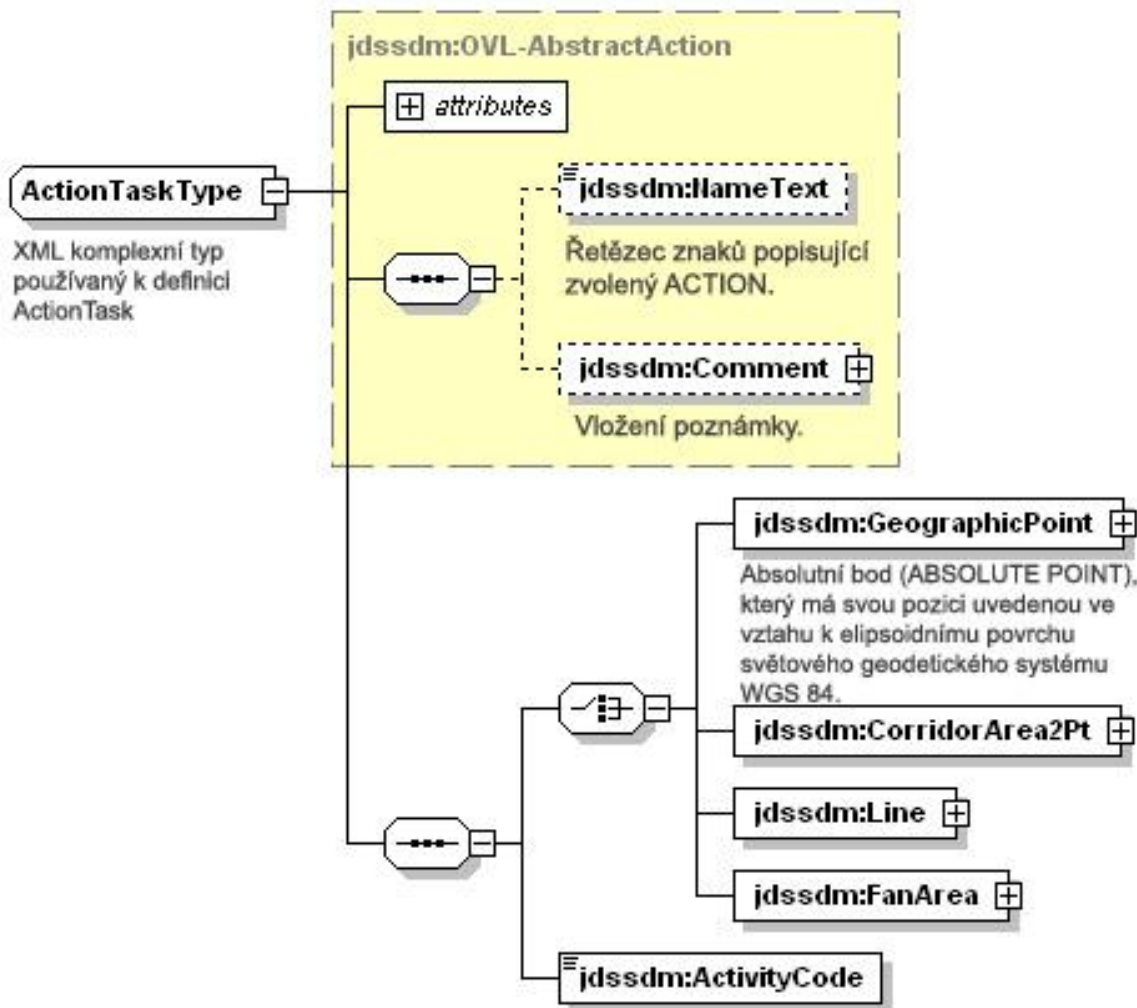 jdssdm:OVL-AbstractAction
attributes
ActionTaskType
XML komplexní typ
používaný k definici
ActionTask
jdssdm:NameText
Řetězec znaků popisující
zvolený ACTION.
jdssdm:Comment
Vložení poznámky.
jdssdm:GeographicPoint
Absolutní bod (ABSOLUTE POINT),
který má svou pozici uvedenou ve
vztahu k elipsoidnímu povrchu
světového geodetického systému
WGS 84.
jdssdm:CorridorArea2Pt
jdssdm:Line
jdssdm:FanArea
jdssdm:ActivityCode